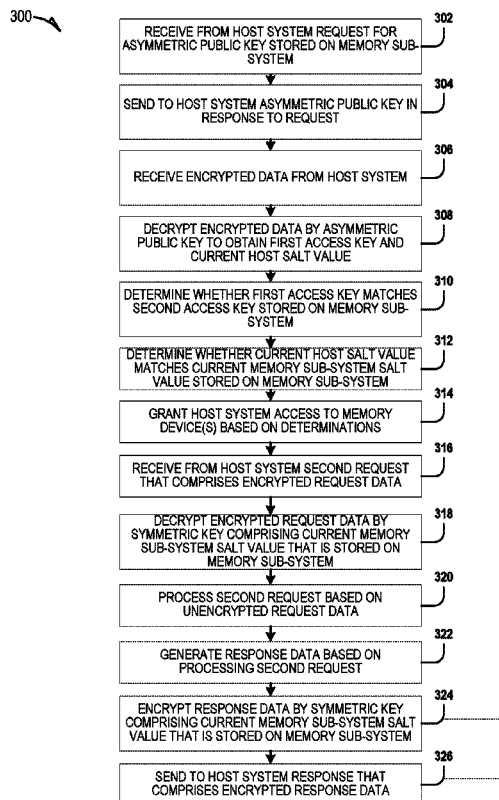 300
302
RECEIVE FROM HOST SYSTEM REQUEST FOR
ASYMMETRIC PUBLIC KEY STORED ON MEMORY SUB-
SYSTEM
304
SEND TO HOST SYSTEM ASYMMETRIC PUBLIC KEY IN
RESPONSE TO REQUEST
306
RECEIVE ENCRYPTED DATA FROM HOST SYSTEM
308
DECRYPT ENCRYPTED DATA BY ASYMMETRIC
PUBLIC KEY TO OBTAIN FIRST ACCESS KEY AND
CURRENT HOST SALT VALUE
310
DETERMINE WHETHER FIRST ACCESS KEY MATCHES
SECOND ACCESS KEY STORED ON MEMORY SUB-
SYSTEM
312
DETERMINE WHETHER CURRENT HOST SALT VALUE
MATCHES CURRENT MEMORY SUB-SYSTEM SALT
VALUE STORED ON MEMORY SUB-SYSTEM
314
GRANT HOST SYSTEM ACCESS TO MEMORY
DEVICE(S) BASED ON DETERMINATIONS
316
RECEIVE FROM HOST SYSTEM SECOND REQUEST
THAT COMPRISES ENCRYPTED REQUEST DATA
318
DECRYPT ENCRYPTED REQUEST DATA BY
SYMMETRIC KEY COMPRISING CURRENT MEMORY
SUB-SYSTEM SALT VALUE THAT IS STORED ON
MEMORY SUB-SYSTEM
320
PROCESS SECOND REQUEST BASED ON
UNENCRYPTED REQUEST DATA
322
GENERATE RESPONSE DATA BASED ON
PROCESSING SECOND REQUEST
324
ENCRYPT RESPONSE DATA BY SYMMETRIC KEY
COMPRISING CURRENT MEMORY SUB-SYSTEM SALT
VALUE THAT IS STORED ON MEMORY SUB-SYSTEM
326
SEND TO HOST SYSTEM RESPONSE THAT
COMPRISES ENCRYPTED RESPONSE DATA